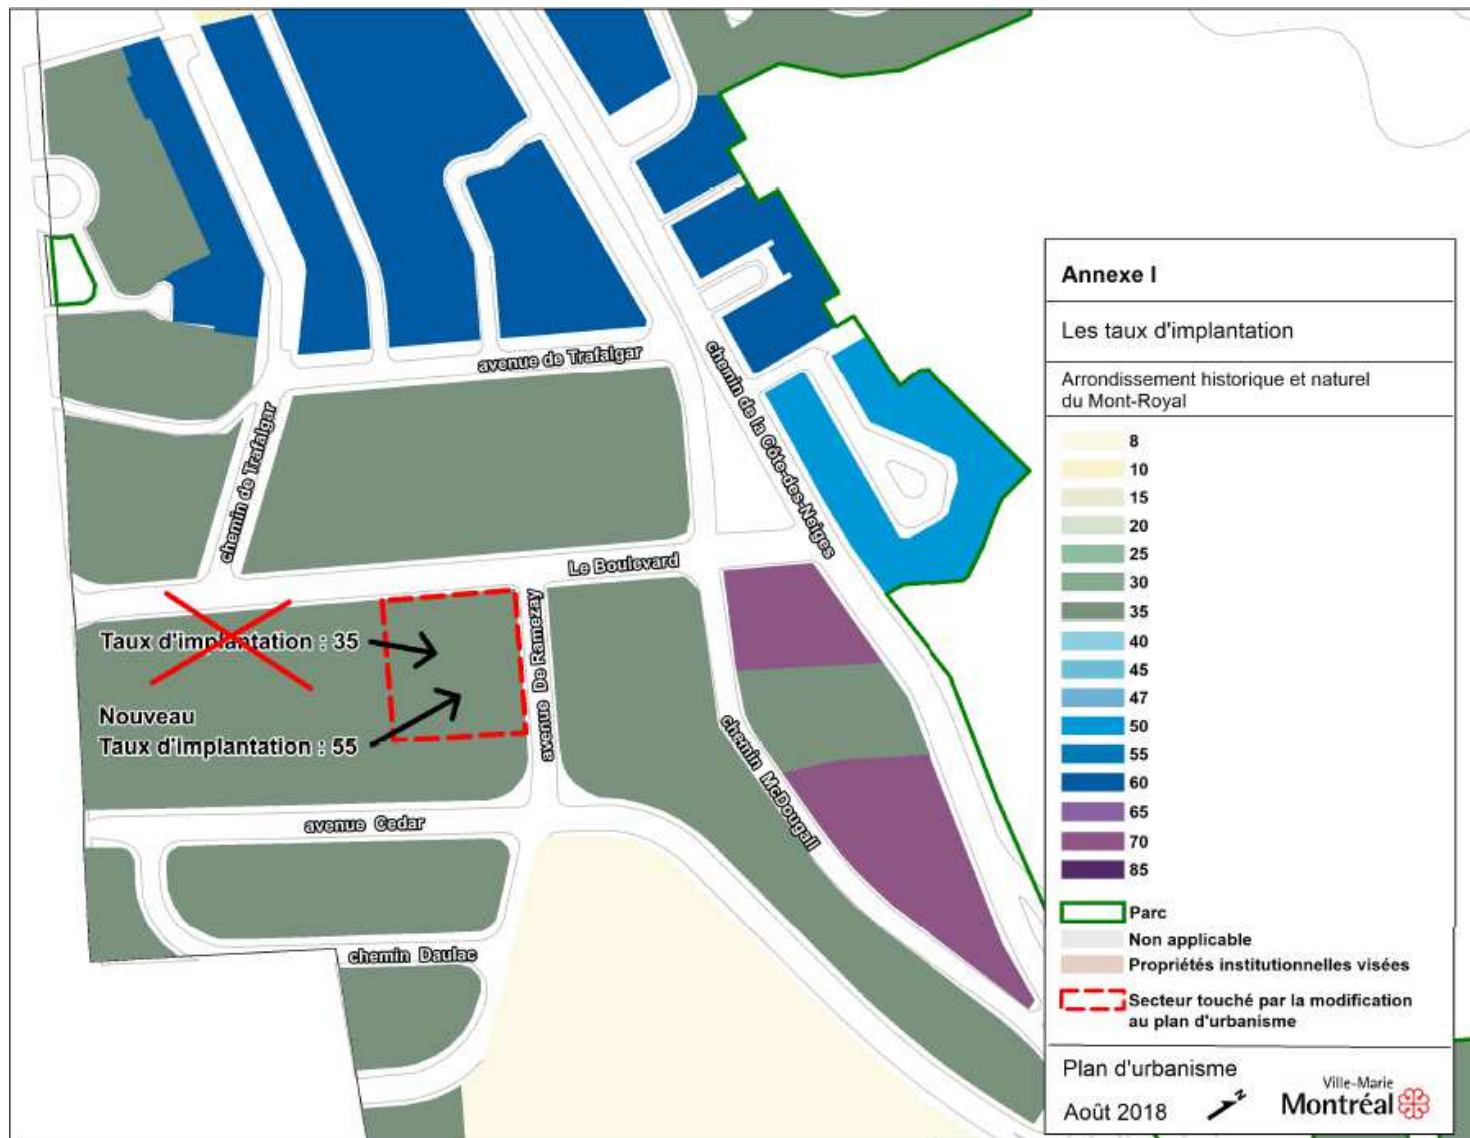 avenue de Trafalgar
chemin de la Côte-des-Neiges
chemin de Trafalgar
Le Boulevard
Taux d'implantation : 35
avenue De Ramezay
Nouveau
Taux d'implantation : 55
chemin McDougall
avenue Cedar
chemin Daulac
Annexe I
Les taux d'implantation
Arrondissement historique et naturel
du Mont-Royal
8
10
15
20
25
30
35
40
45
47
50
55
60
65
70
85
Parc
Non applicable
Propriétés institutionnelles visées
Secteur touché par la modification
au plan d'urbanisme
Plan d'urbanisme
Août 2018
N
Ville-Marie
Montréal